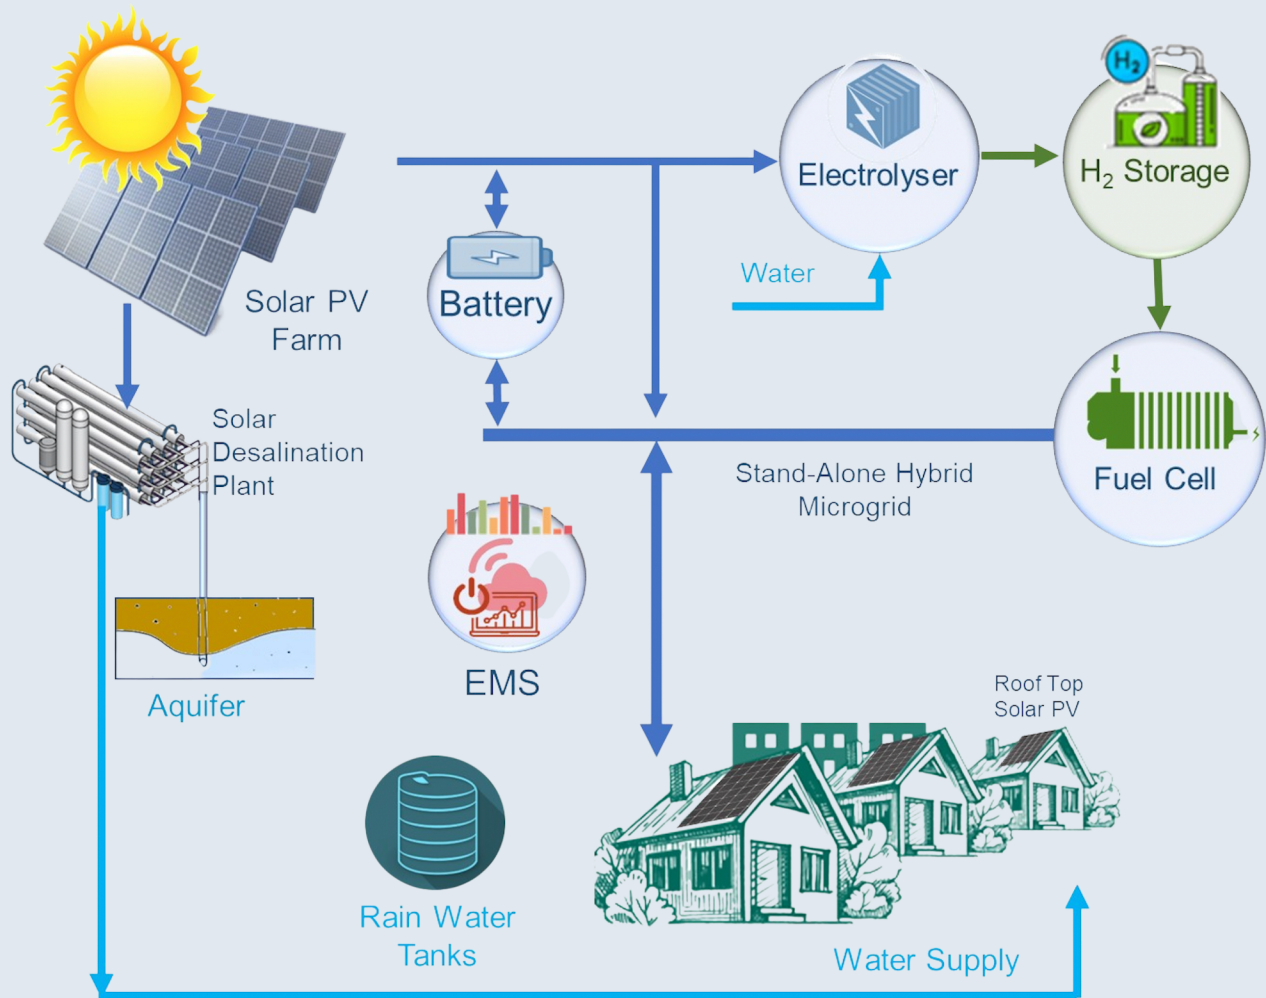 H₂
Electrolyser
H₂ Storage
Solar PV
Farm
Battery
Water
Solar
Desalination
Plant
Stand-Alone Hybrid
Microgrid
Fuel Cell
EMS
Aquifer
Roof Top
Solar PV
Rain Water
Tanks
Water Supply